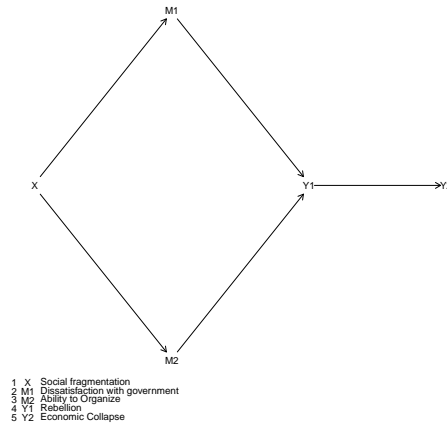 M1
X
Y1
Y
M2
1 X Social fragmentation
2 M1 Dissatisfaction with government
3 M2 Ability to Organize
4 Y1 Rebellion
5 Y2 Economic Collapse